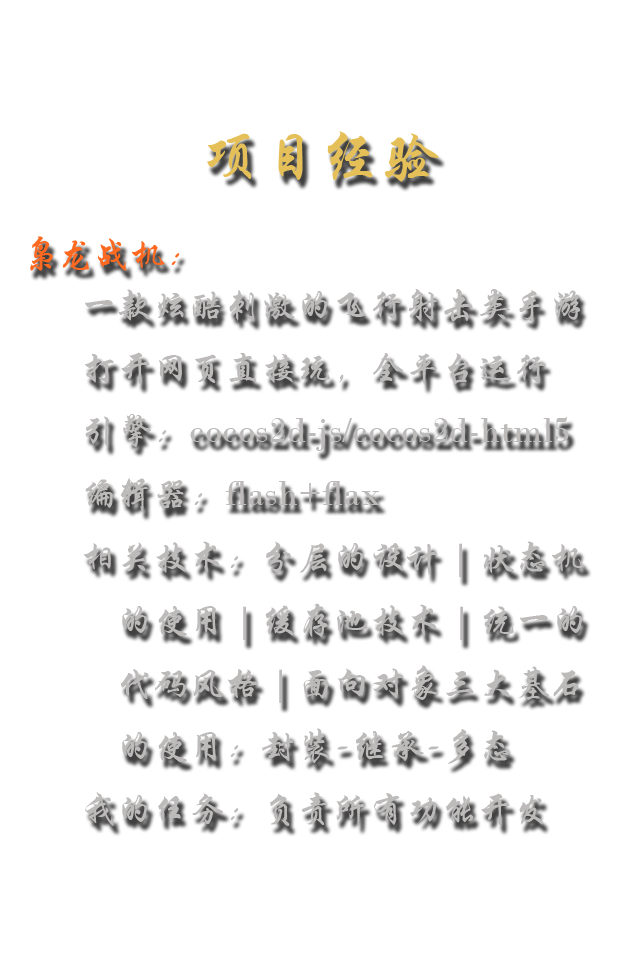 项目经验
枭龙战机：
一款炫酷刺激的飞行射击类手游
打开网页直接玩，全平台运行
引擎：cocos2d-js/cocos2d-html5
编辑器：flash+flax
相关技术：分层的设计|状态机
的使用|缓存池技术|统一的
代码风格|面向对象三大基石
的使用：封装-继承-多态
我的任务：负责所有功能开发